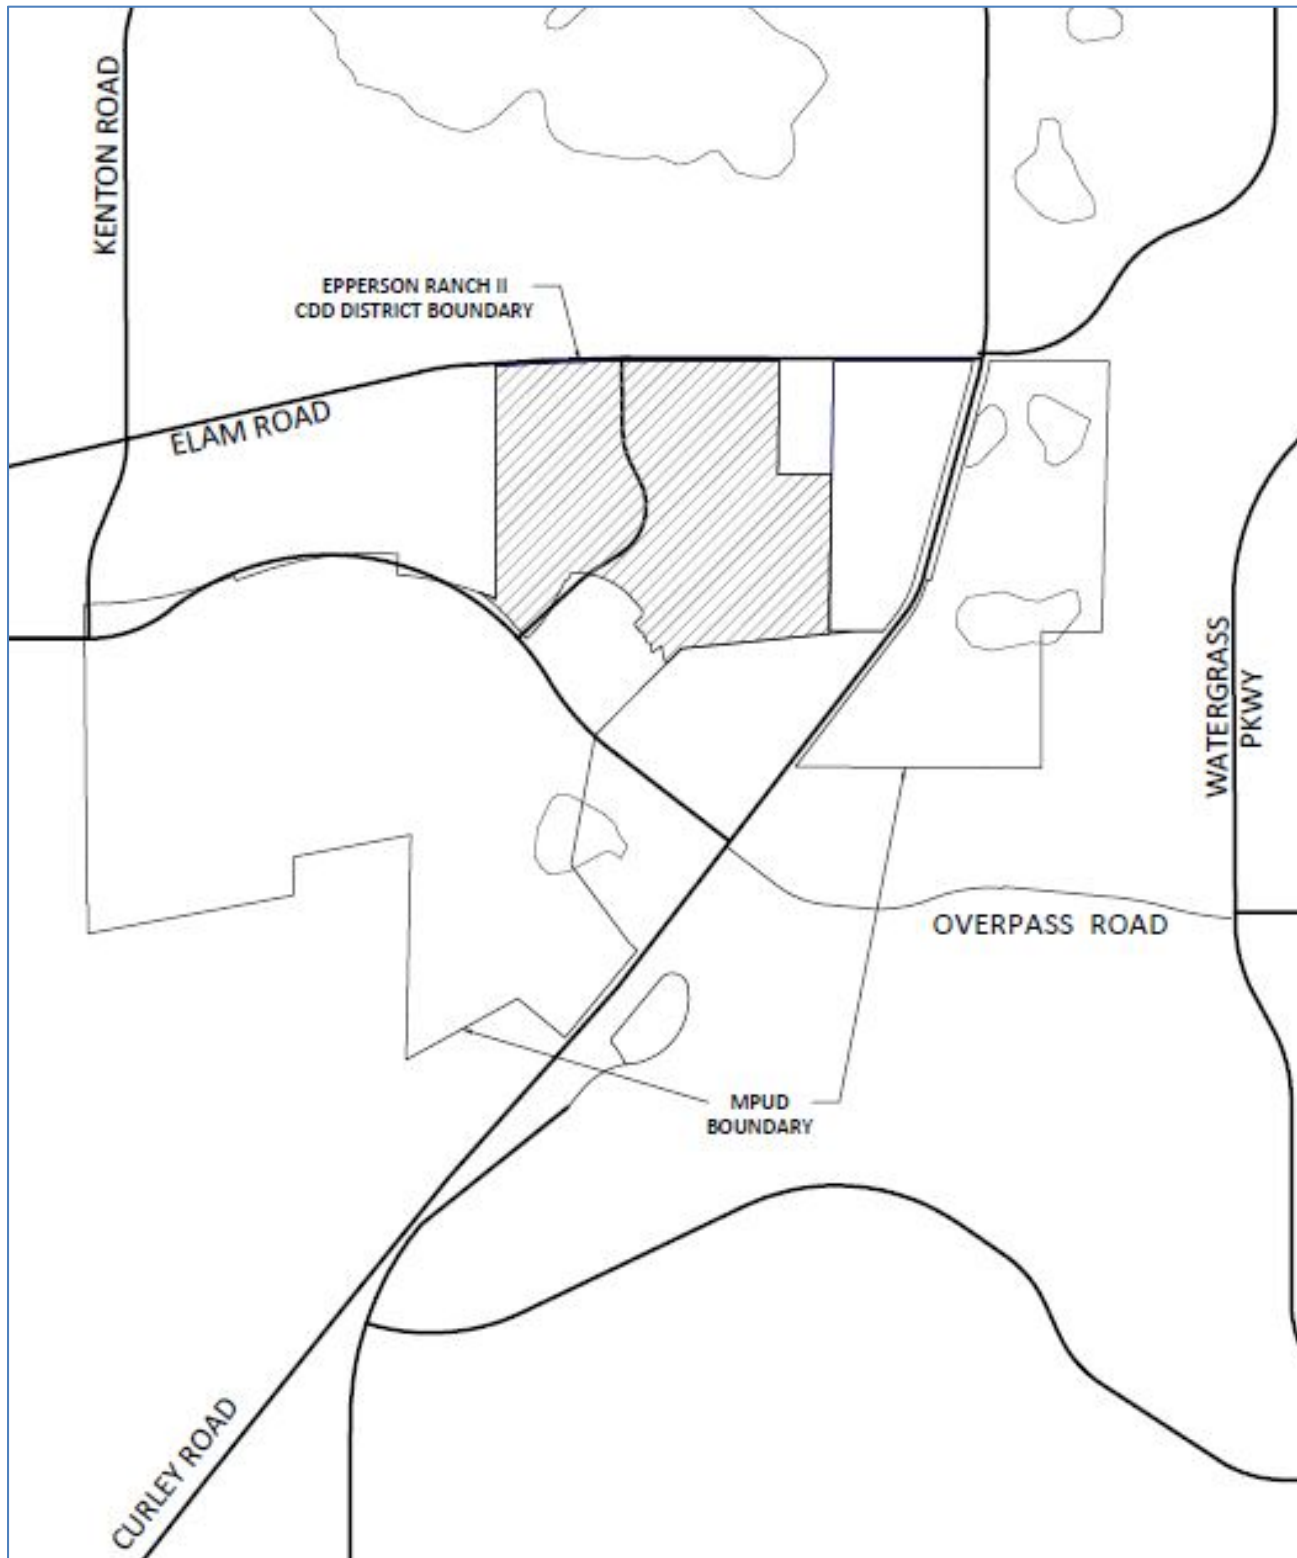 KENTON ROAD
EPPERSON RANCH II
CDD DISTRICT BOUNDARY
ELAM ROAD
WATERGRASS
PKWY
OVERPASS ROAD
MPUD
BOUNDARY
CURLEY ROAD